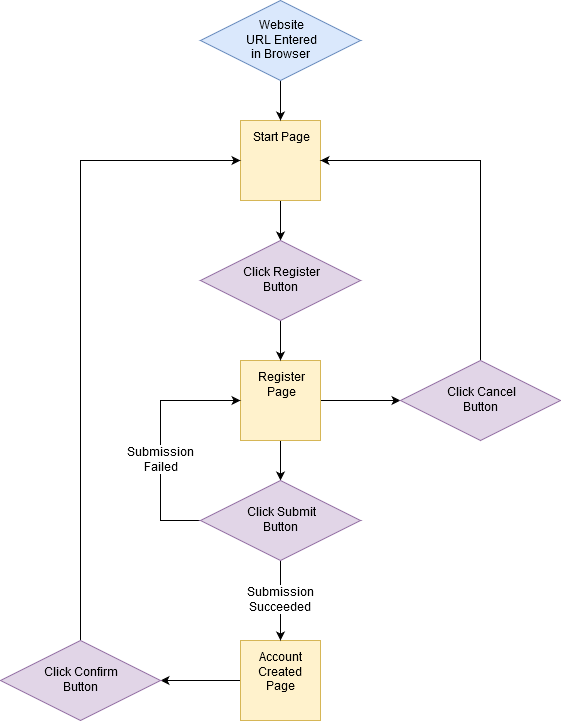 Website
URL Entered
in Browser
Start Page
Click Register
Button
Register
Page
Click Cancel
Button
Submission
Failed
Click Submit
Button
Submission
Succeeded
Account
Created
Page
Click Confirm
Button